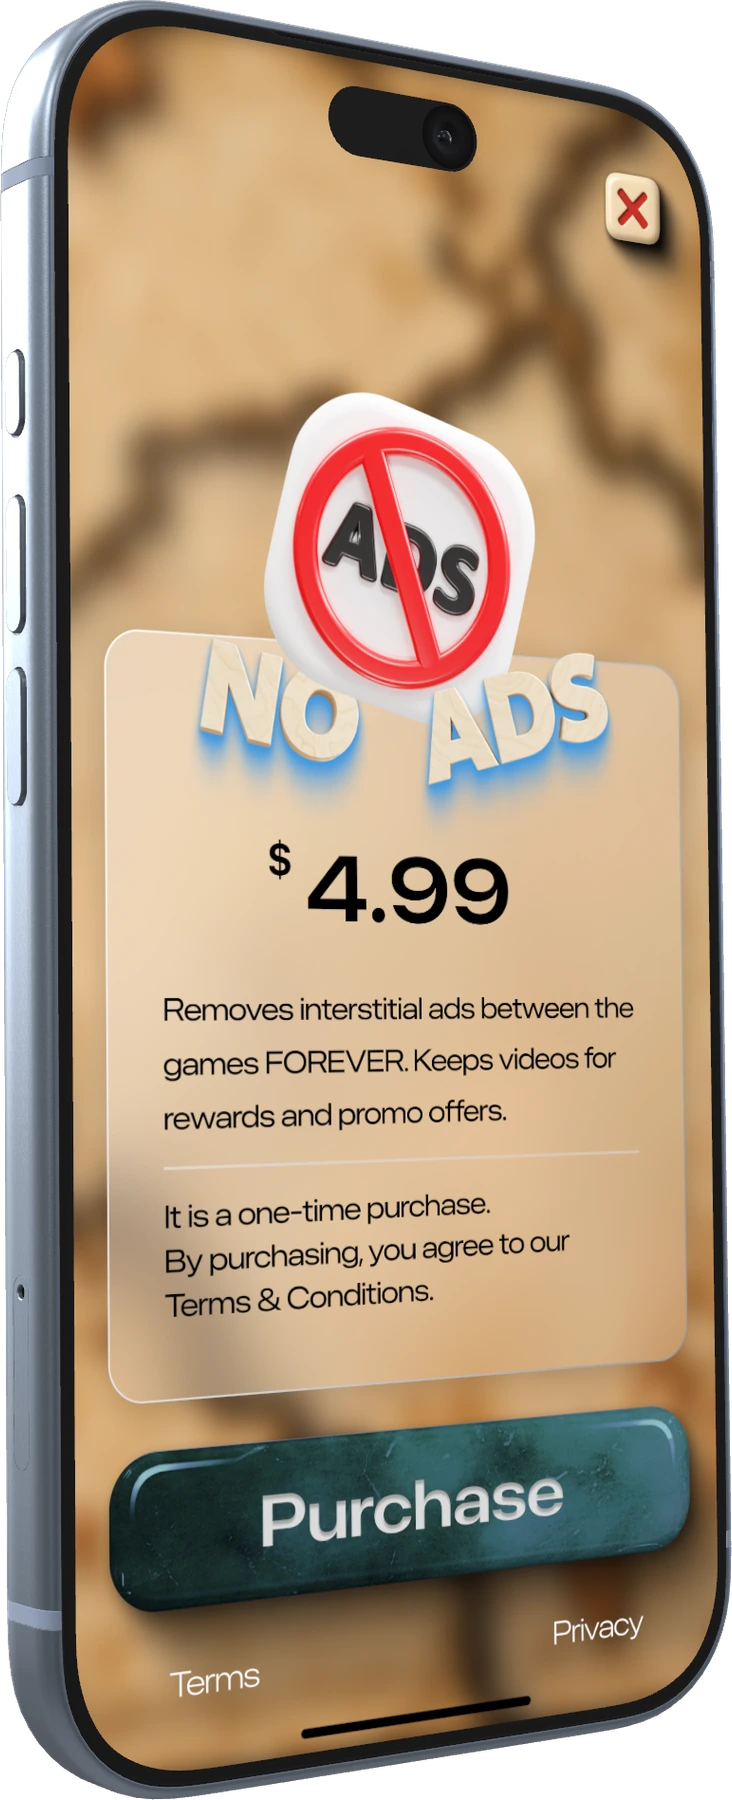 ADS
NO ADS
$ 4.99
Removes interstitial ads between the
games FOREVER. Keeps videos for
rewards and promo offers.
It is a one-time purchase.
By purchasing, you agree to our
Terms & Conditions.
Purchase
Terms
Privacy